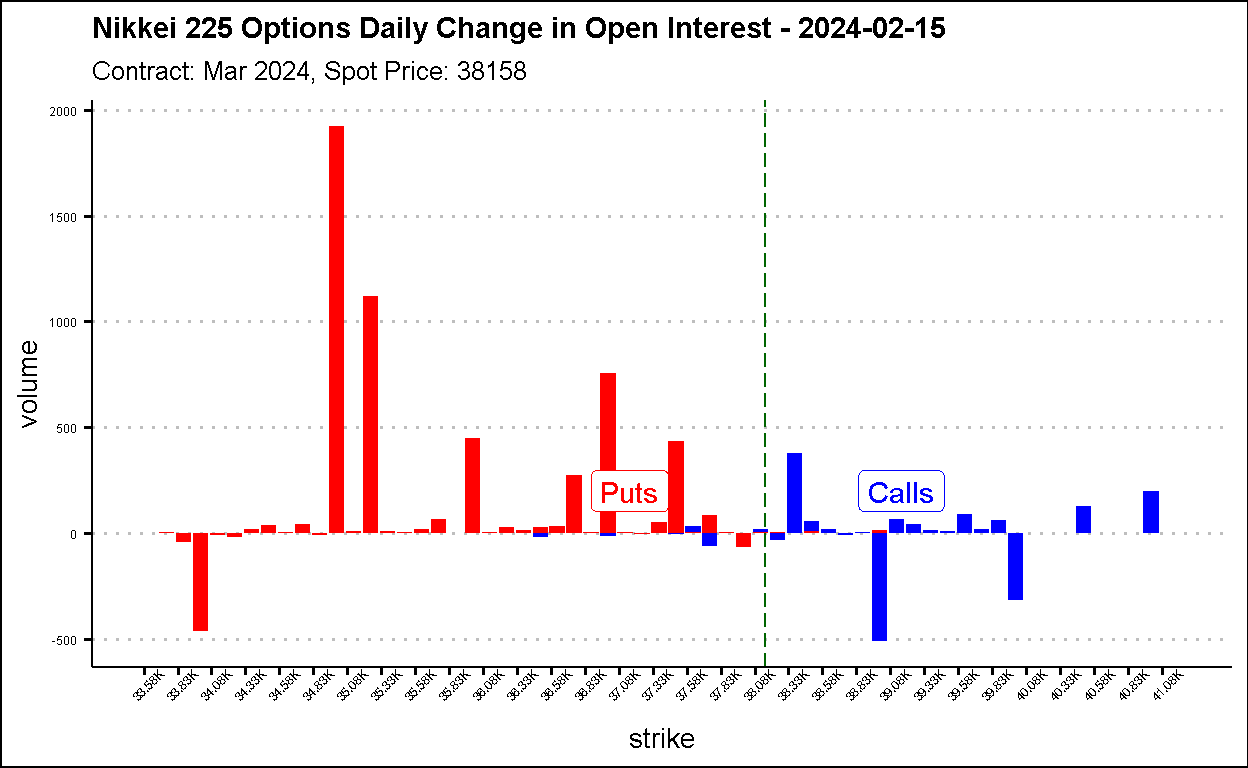 Nikkei 225 Options Daily Change in Open Interest - 2024-02-15
Contract: Mar 2024, Spot Price: 38158
2000
1500
1000
500
0
-500
volume
Puts
Calls
33.58K
33.83K
34.08K
34.33K
34.58K
34.83K
35.08K
35.33K
35.58K
35.83K
36.08K
36.33K
36.58K
36.83K
37.08K
37.33K
37.58K
37.83K
38.08K
38.33K
38.58K
38.83K
39.08K
39.33K
39.58K
39.83K
40.08K
40.33K
40.58K
40.83K
41.08K
strike